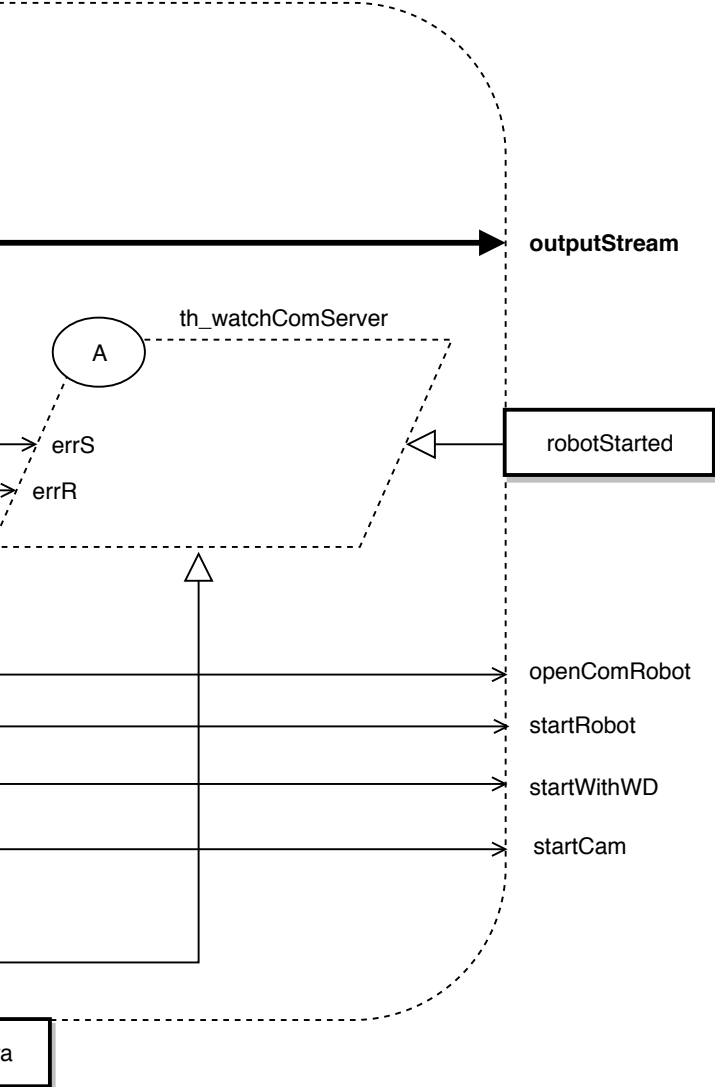 outputStream
th_watchComServer
A
robotStarted
errS
errR
openComRobot
startRobot
startWithWD
startCam